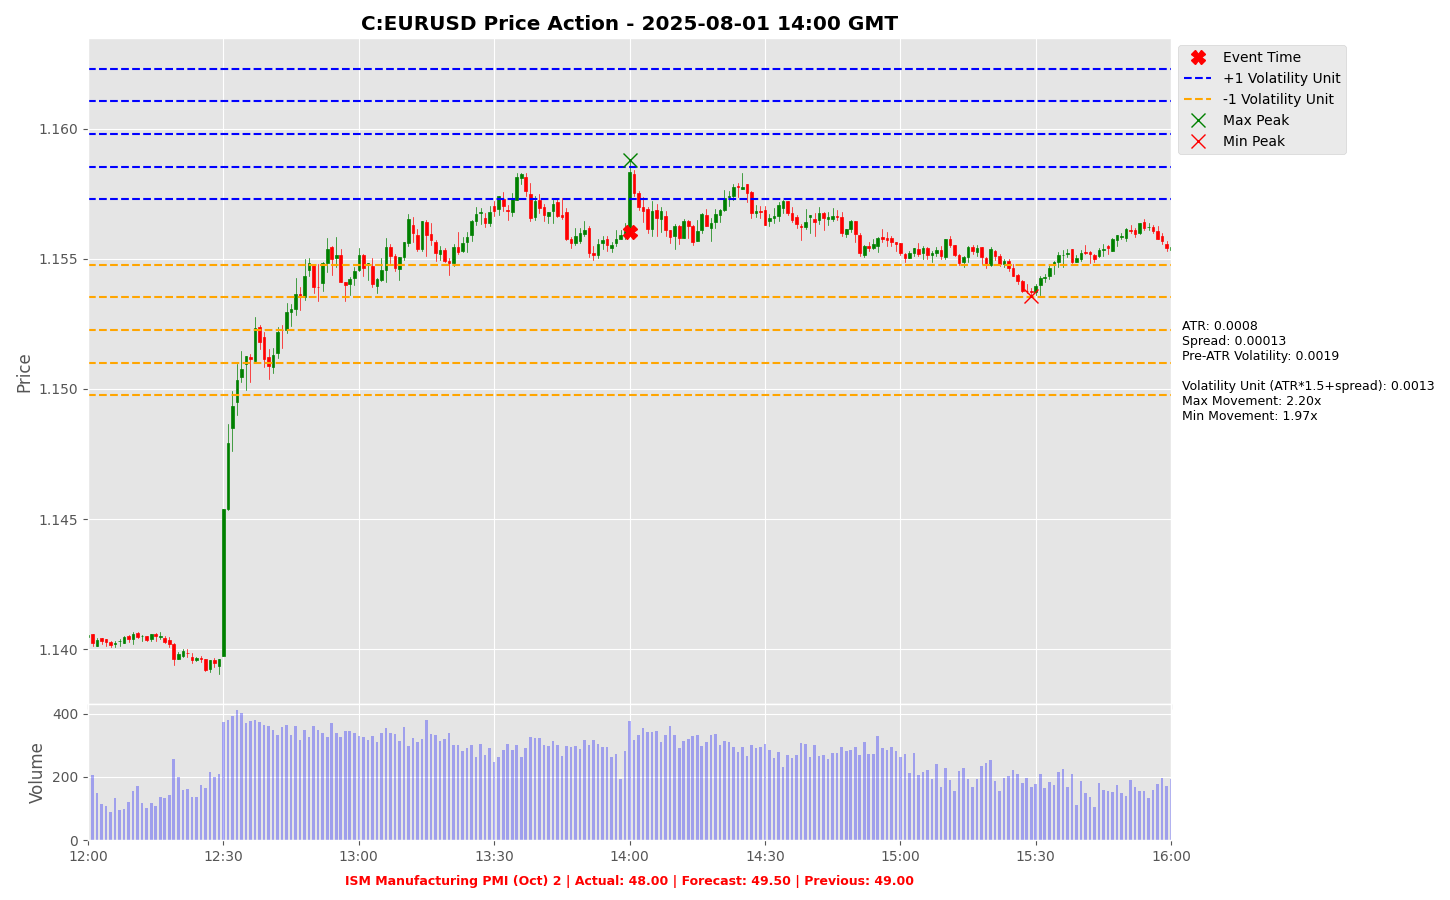 C:EURUSD Price Action - 2025-08-01 14:00 GMT
Event Time
+1 Volatility Unit
-1 Volatility Unit
Max Peak
Min Peak
1.160
1.155
1.150
1.145
1.140
Price
ATR: 0.0008
Spread: 0.00013
Pre-ATR Volatility: 0.0019
Volatility Unit (ATR*1.5+spread): 0.0013
Max Movement: 2.20x
Min Movement: 1.97x
400
200
0
Volume
12:00 12:30 13:00 13:30 14:00 14:30 15:00 15:30 16:00
ISM Manufacturing PMI (Oct) 2 | Actual: 48.00 | Forecast: 49.50 | Previous: 49.00